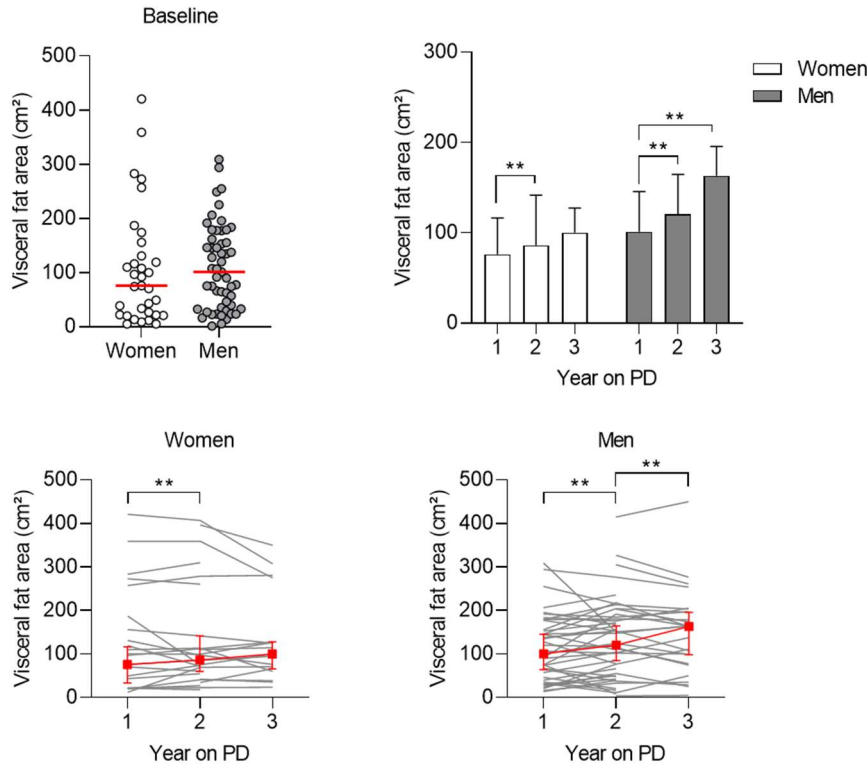 Baseline
500
400
300
200
100
0
Visceral fat area (cm²)
Women
Men
300
200
100
0
Visceral fat area (cm²)
Women
Men
**
**
**
1 2 3 1 2 3
Year on PD
Women
500
400
300
200
100
0
Visceral fat area (cm²)
**
1 2 3
Year on PD
Men
500
400
300
200
100
0
Visceral fat area (cm²)
**
**
1 2 3
Year on PD